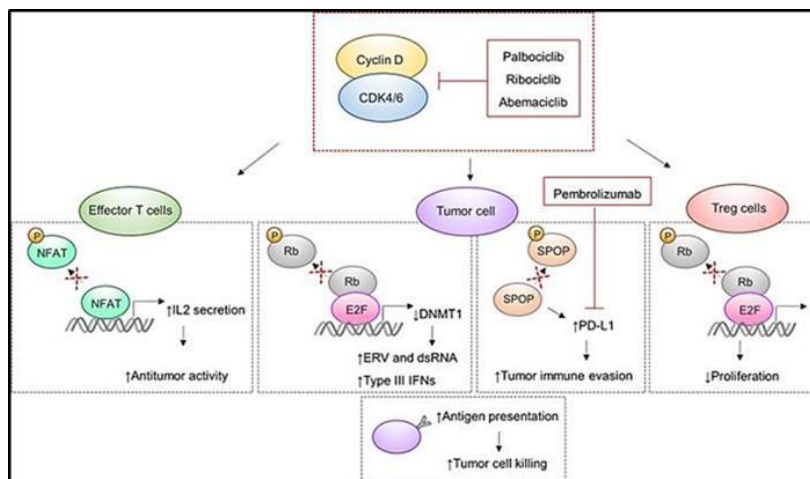 Cyclin D
CDK4/6
Palbociclib
Ribociclib
Abemaciclib
Effector T cells
Tumor cell
Pembrolizumab
Treg cells
P
NFAT
NFAT
↑IL2 secretion
↑Antitumor activity
P
Rb
Rb
E2F
↓DNMT1
↑ERV and dsRNA
↑Type III IFNs
P
SPOP
SPOP
↑PD-L1
↑Tumor immune evasion
P
Rb
Rb
E2F
↓Proliferation
↑Antigen presentation
↑Tumor cell killing